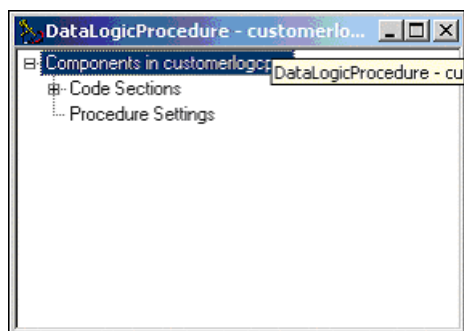 DataLogicProcedure - customerlo...
Components in customerlogcp
DataLogicProcedure - cu
Code Sections
Procedure Settings